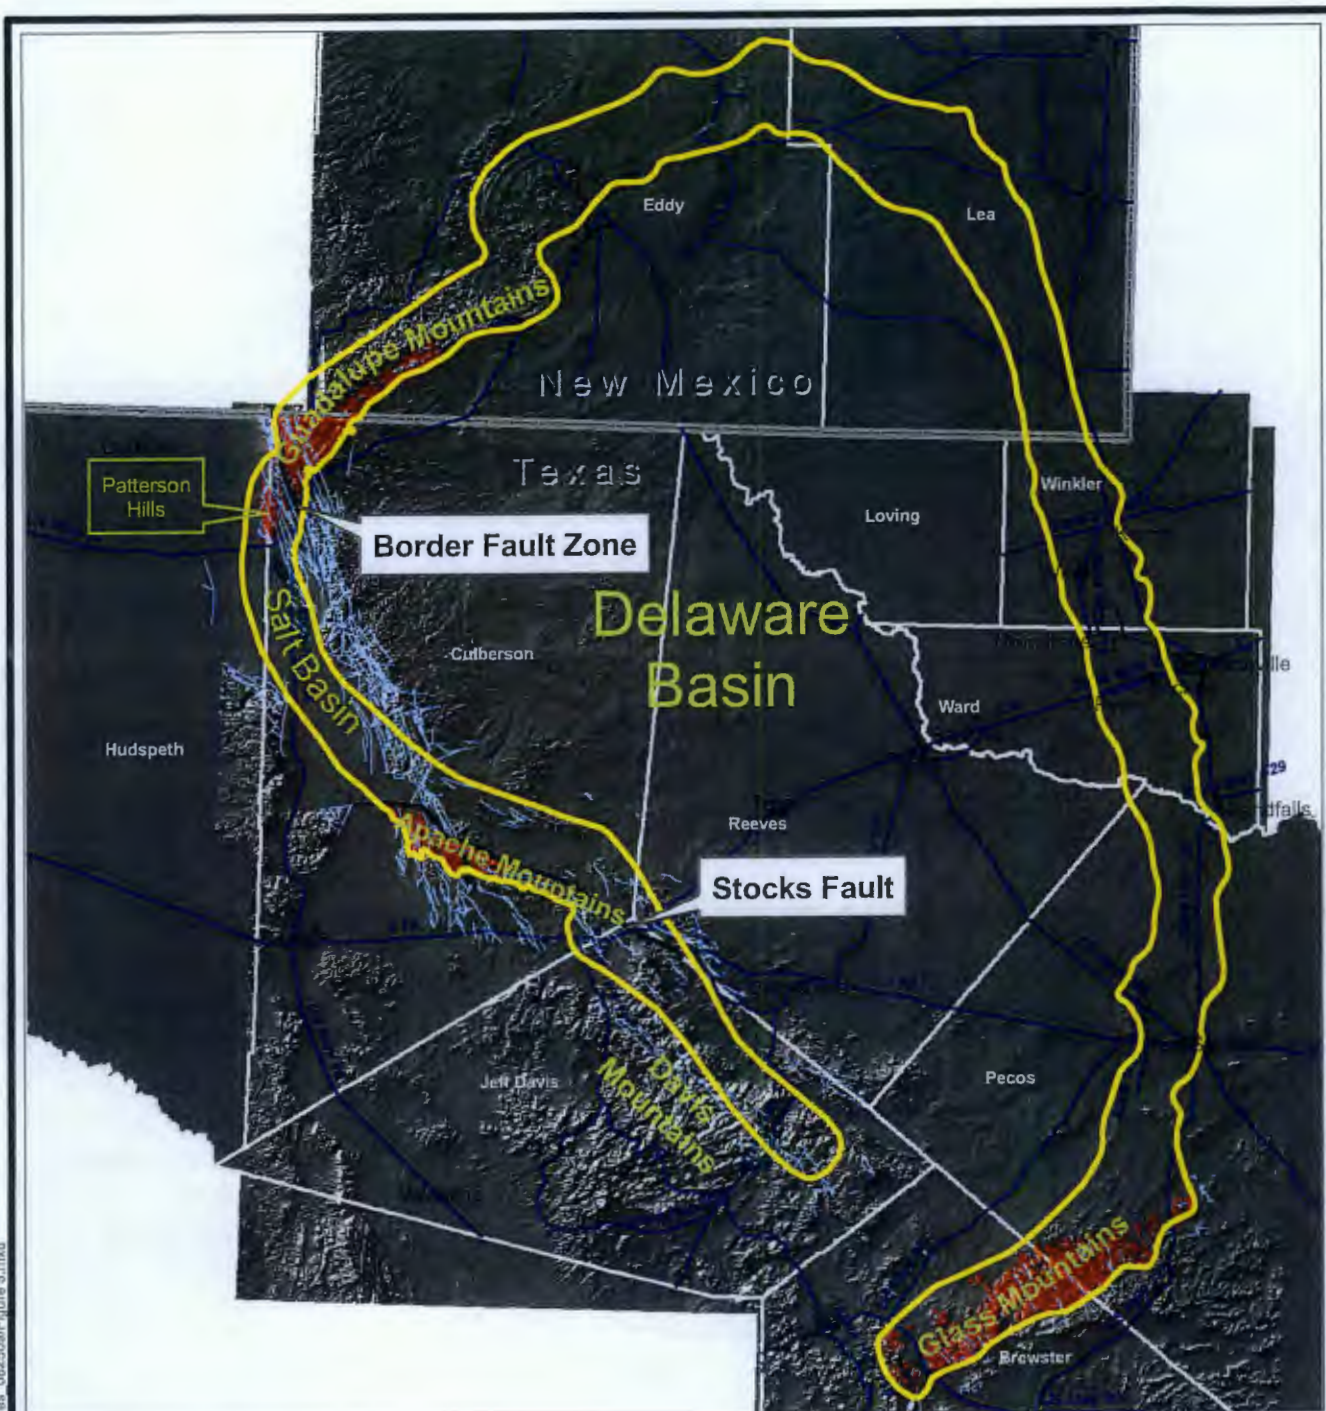 Eddy
Lea
Guadalupe Mountains
New Mexico
Texas
Patterson
Hills
Winkler
Loving
Border Fault Zone
Delaware
Basin
Salt Basin
Culberson
Ward
Hudspeth
29
Reeves
Apache Mountains
Stocks Fault
Jeff Davis
Davis
Mountains
Pecos
Glass Mountains
Brewster